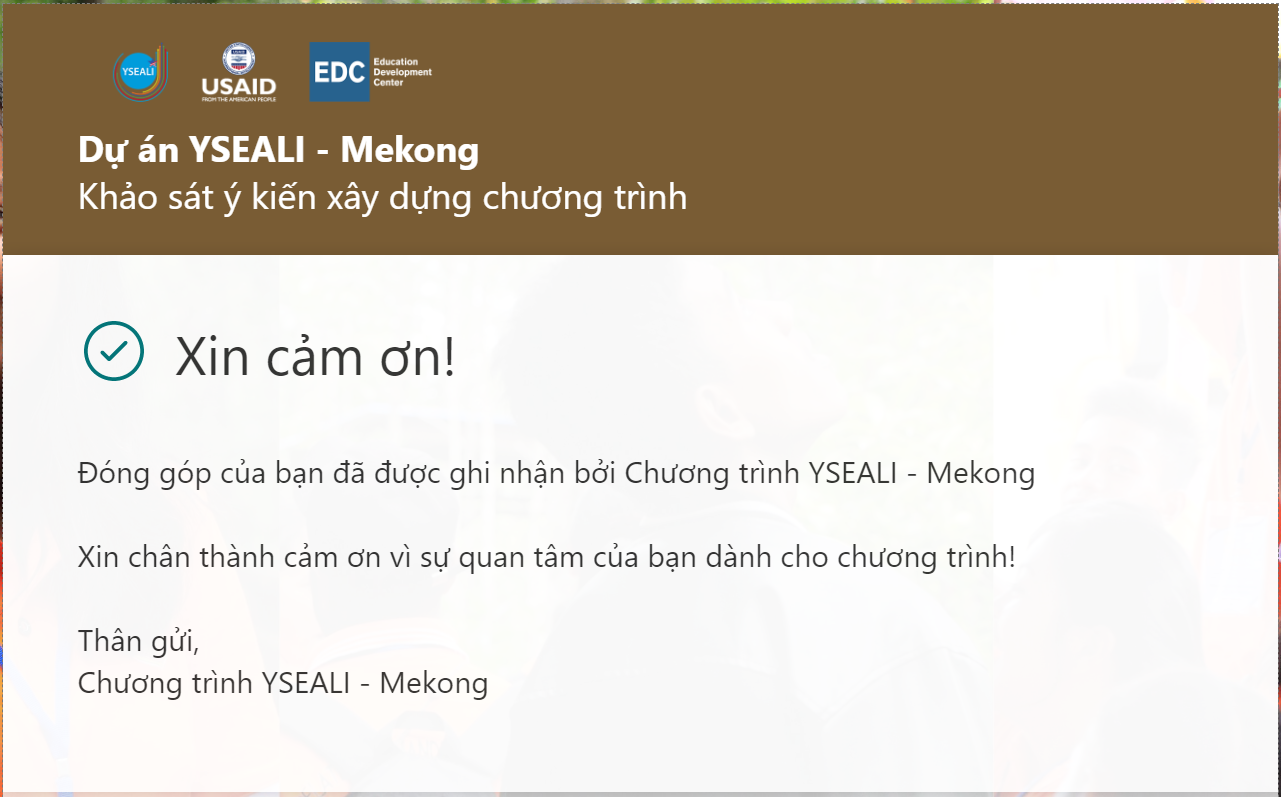 YSEALI
USAID
FROM THE AMERICAN PEOPLE
EDC
Education
Development
Center
Dự án YSEALI - Mekong
Khảo sát ý kiến xây dựng chương trình
Xin cảm ơn!
Đóng góp của bạn đã được ghi nhận bởi Chương trình YSEALI - Mekong
Xin chân thành cảm ơn vì sự quan tâm của bạn dành cho chương trình!
Thân gửi,
Chương trình YSEALI - Mekong